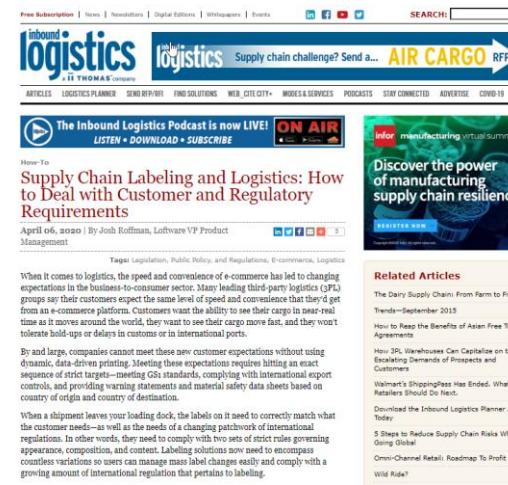 Free Subscription | News | Newsletters | Digital Editions | Whitepapers | Events
SEARCH:
inbound
logistics
A THOMAS company
logistics
Supply chain challenge? Send a... AIR CARGO RFP
ARTICLES LOGISTICS PLANNER SEND RFP/RFI FIND SOLUTIONS WEB_CITE CITY+ MODES & SERVICES PODCASTS STAY CONNECTED ADVERTISE COVID-19
The Inbound Logistics Podcast is now LIVE!
LISTEN • DOWNLOAD • SUBSCRIBE
ON AIR
How-To
Supply Chain Labeling and Logistics: How
to Deal with Customer and Regulatory
Requirements
April 06, 2020 | By Josh Roffman, Loftware VP Product
Management
5
Tags: Legislation, Public Policy, and Regulations, E-commerce, Logistics
When it comes to logistics, the speed and convenience of e-commerce has led to changing
expectations in the business-to-consumer sector. Many leading third-party logistics (3PL)
groups say their customers expect the same level of speed and convenience that they'd get
from an e-commerce platform. Customers want the ability to see their cargo in near-real
time as it moves around the world, they want to see their cargo move fast, and they won't
tolerate hold-ups or delays in customs or in international ports.
By and large, companies cannot meet these new customer expectations without using
dynamic, data-driven printing. Meeting these expectations requires hitting an exact
sequence of strict targets—meeting GS1 standards, complying with international export
controls, and providing warning statements and material safety data sheets based on
country of origin and country of destination.
When a shipment leaves your loading dock, the labels on it need to correctly match what
the customer needs—as well as the needs of a changing patchwork of international
regulations. In other words, they need to comply with two sets of strict rules governing
appearance, composition, and content. Labeling solutions now need to encompass
countless variations so users can manage mass label changes easily and comply with a
growing amount of international regulation that pertains to labeling.
infor manufacturing virtual summ
Discover the power
of manufacturing
supply chain resilienc
REGISTER NOW
Related Articles
The Dairy Supply Chain: From Farm to Fr
Trends—September 2015
How to Reap the Benefits of Asian Free T
Agreements
How 3PL Warehouses Can Capitalize on t
Escalating Demands of Prospects and
Customers
Walmart's ShippingPass Has Ended. What
Retailers Should Do Next.
Download the Inbound Logistics Planner
Today
5 Steps to Reduce Supply Chain Risks Wh
Going Global
Omni-Channel Retail: Roadmap To Profit
Wild Ride?